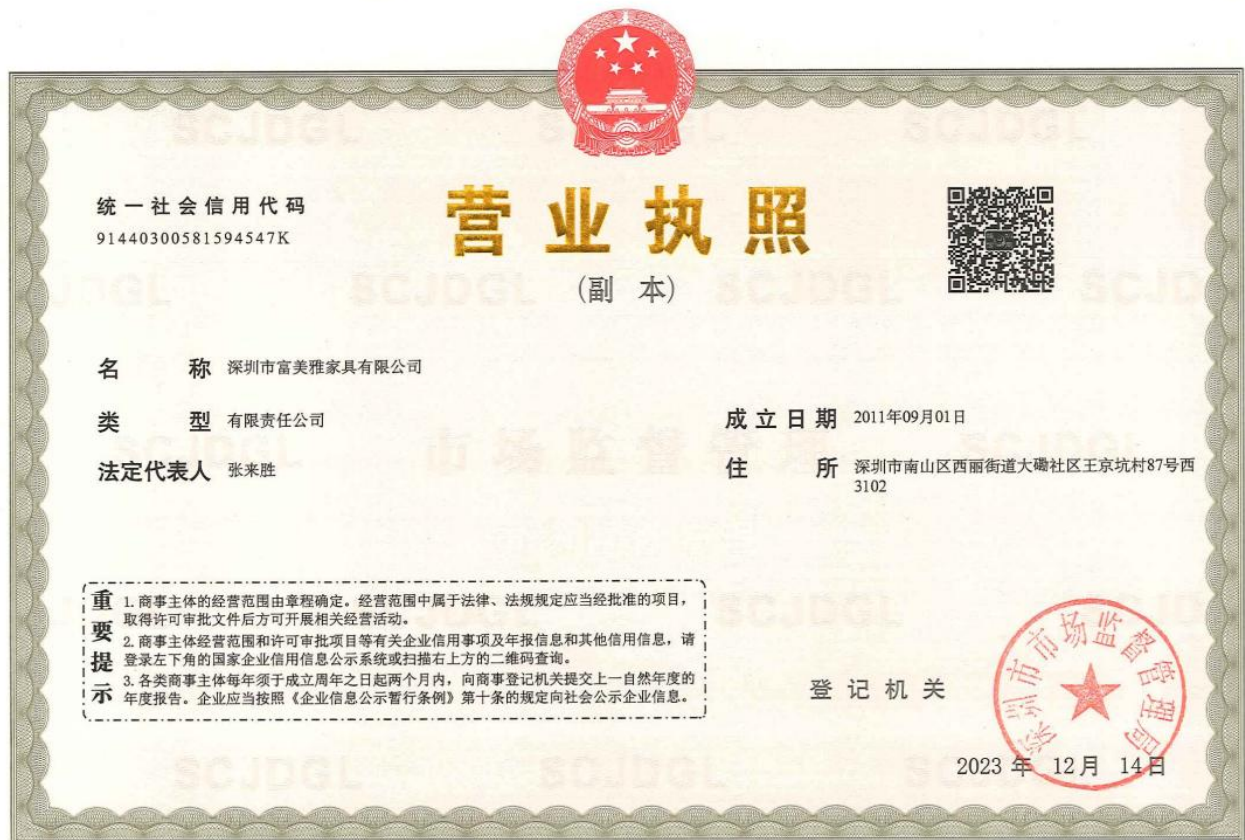 统一社会信用代码
91440300581594547K
营业执照
(副 本)
名 称 深圳市富美雅家具有限公司
类 型 有限责任公司
法定代表人 张来胜
成立日期 2011年09月01日
住 所 深圳市南山区西丽街道大磡社区王京坑村87号西
3102
重要提示
1. 商事主体的经营范围由章程确定。经营范围中属于法律、法规规定应当经批准的项目，
取得许可审批文件后方可开展相关经营活动。
2. 商事主体经营范围和许可审批项目等有关企业信用事项及年报信息和其他信用信息，请
登录左下角的国家企业信用信息公示系统或扫描右上方的二维码查询。
3. 各类商事主体每年须于成立周年之日起两个月内，向商事登记机关提交上一自然年度的
年度报告。企业应当按照《企业信息公示暂行条例》第十条的规定向社会公示企业信息。
登记机关
深圳市市场监督管理局
2023 年 12月 14日
SCJDGL
市场监督管理